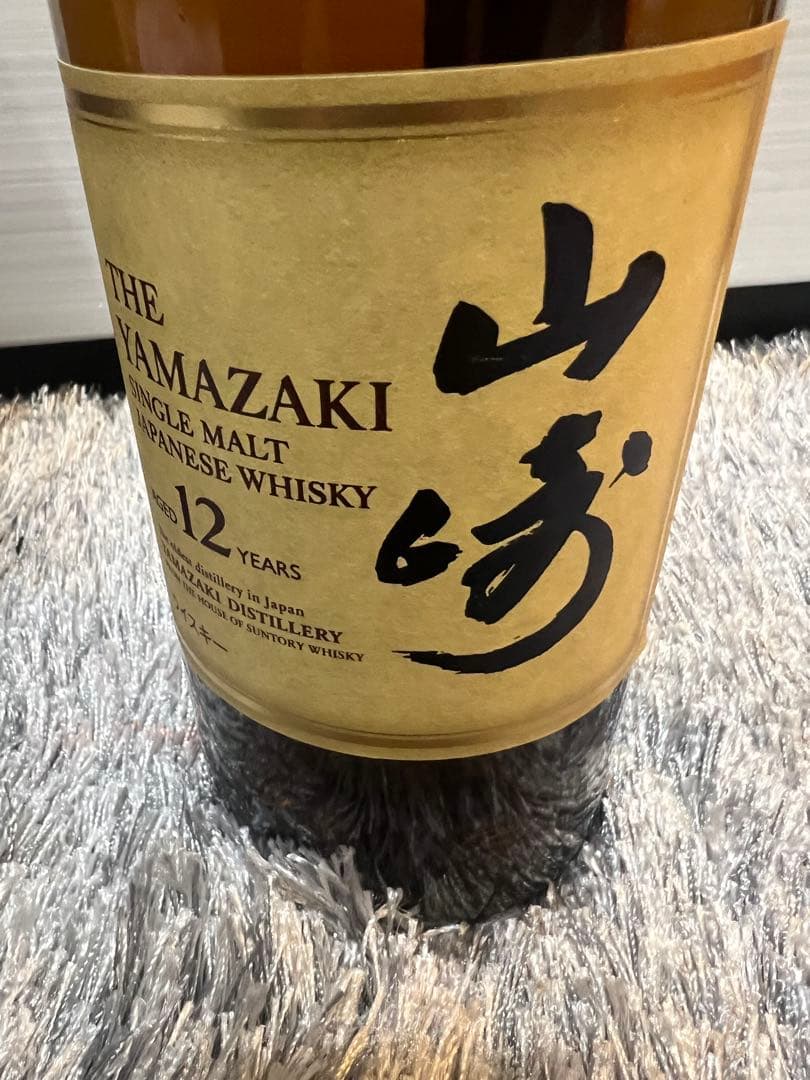 THE
YAMAZAKI
SINGLE MALT
JAPANESE WHISKY
AGED 12 YEARS
oldest distillery in Japan
YAMAZAKI DISTILLERY
THE HOUSE OF SUNTORY WHISKY
イスキー
山崎